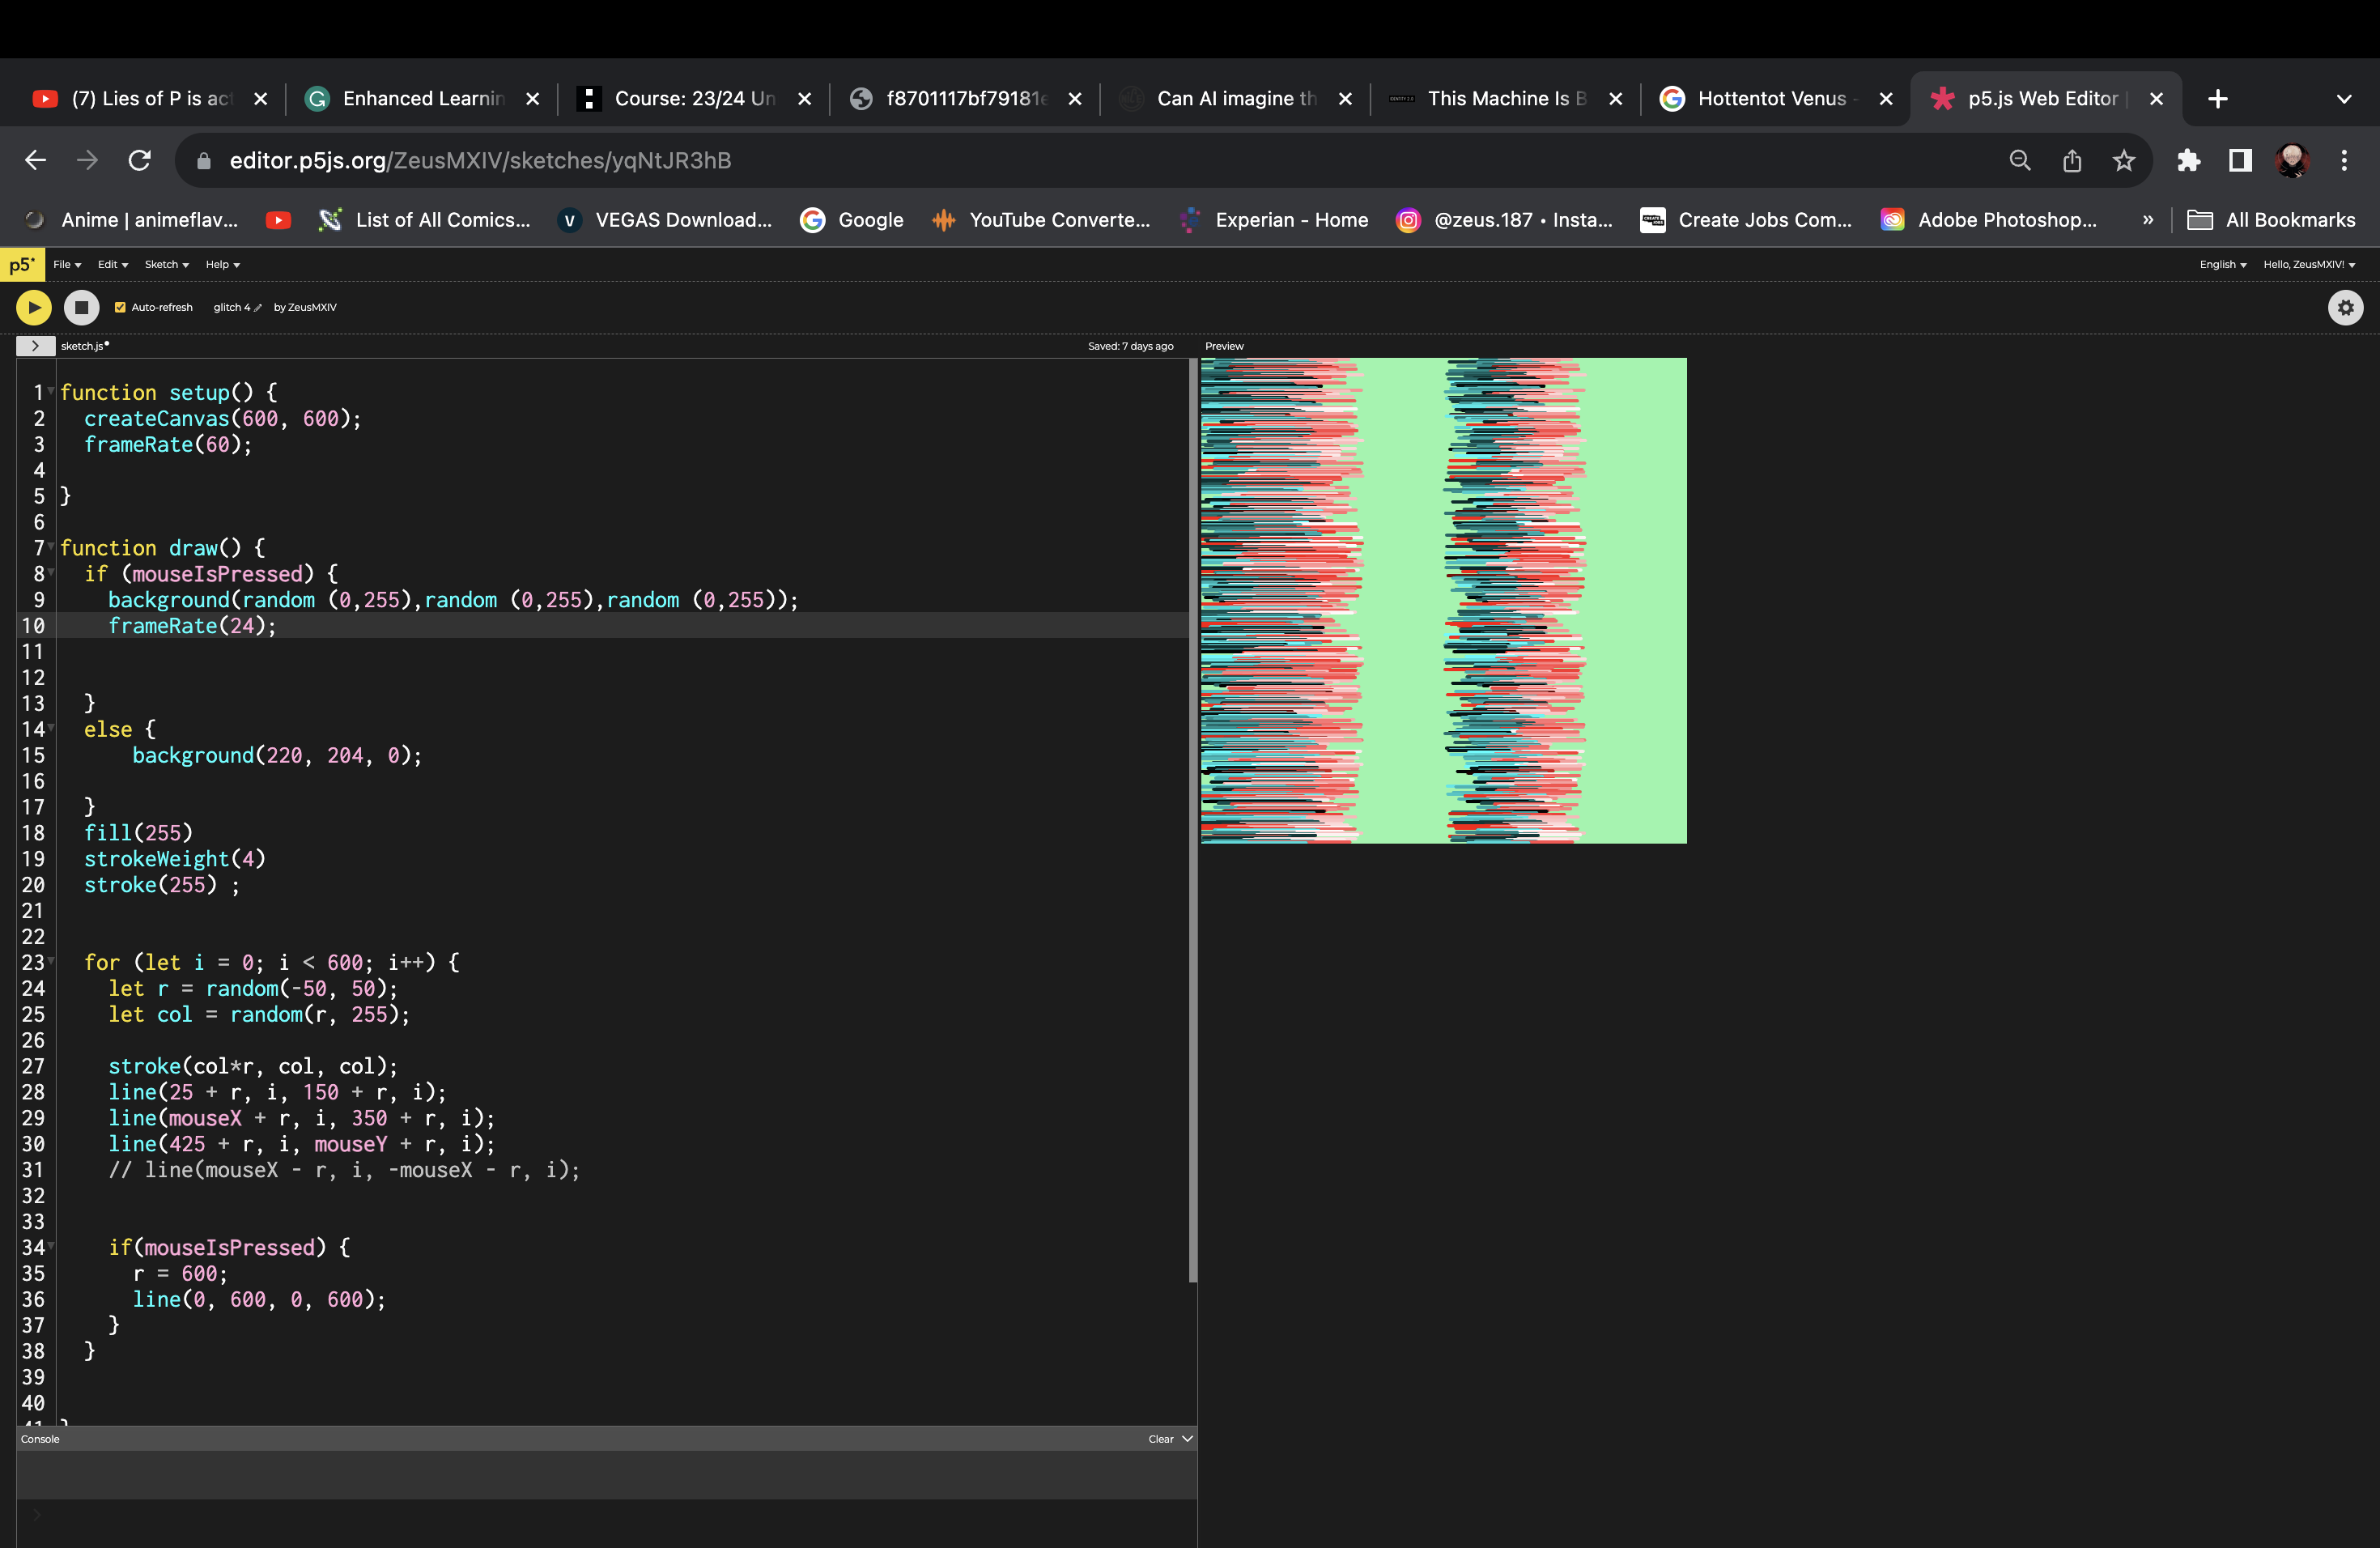 (7) Lies of P is act
Enhanced Learnin
Course: 23/24 Un
f8701117bf79181e
Can AI imagine th
This Machine Is B
Hottentot Venus -
p5.js Web Editor |
editor.p5js.org/ZeusMXIV/sketches/yqNtJR3hB
Anime | animeflav...
List of All Comics...
VEGAS Download...
Google
YouTube Converte...
Experian - Home
@zeus.187 • Insta...
Create Jobs Com...
Adobe Photoshop...
»
All Bookmarks
p5*
File
Edit
Sketch
Help
English
Hello, ZeusMXIV!
Auto-refresh
glitch 4
by ZeusMXIV
sketch.js
Saved: 7 days ago
Preview
1 function setup() {
2 createCanvas(600, 600);
3 frameRate(60);
4
5 }
6
7 function draw() {
8 if (mouseIsPressed) {
9 background(random (0,255),random (0,255),random (0,255));
10 frameRate(24);
11
12
13 }
14 else {
15 background(220, 204, 0);
16
17 }
18 fill(255)
19 strokeWeight(4)
20 stroke(255) ;
21
22
23 for (let i = 0; i < 600; i++) {
24 let r = random(-50, 50);
25 let col = random(r, 255);
26
27 stroke(col*r, col, col);
28 line(25 + r, i, 150 + r, i);
29 line(mouseX + r, i, 350 + r, i);
30 line(425 + r, i, mouseY + r, i);
31 // line(mouseX - r, i, -mouseX - r, i);
32
33
34 if(mouseIsPressed) {
35 r = 600;
36 line(0, 600, 0, 600);
37 }
38 }
39
40
Console
Clear